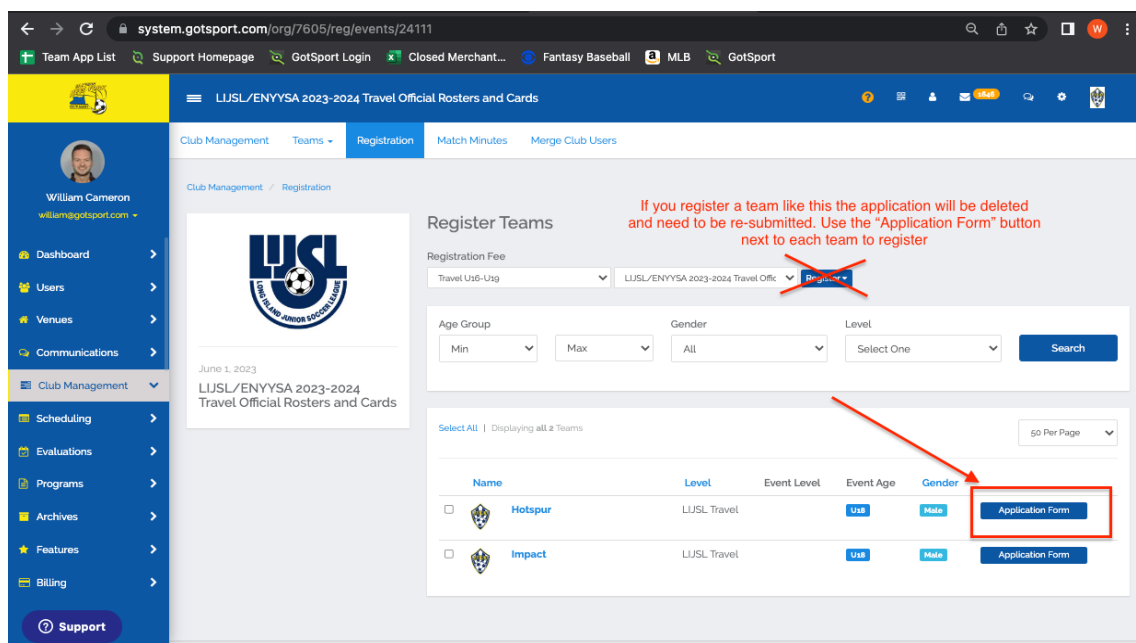 system.gotsport.com/org/7605/reg/events/24111
W
Team App List
Support Homepage
GotSport Login
Closed Merchant...
Fantasy Baseball
MLB
GotSport
LIJSL/ENYYSA 2023-2024 Travel Official Rosters and Cards
1646
Club Management
Teams
Registration
Match Minutes
Merge Club Users
William Cameron
william@gotsport.com
Dashboard
Users
Venues
Communications
Club Management
Scheduling
Evaluations
Programs
Archives
Features
Billing
Support
Club Management / Registration
LIJSL
LONG ISLAND JUNIOR SOCCER LEAGUE
June 1, 2023
LIJSL/ENYYSA 2023-2024
Travel Official Rosters and Cards
Register Teams
If you register a team like this the application will be deleted
and need to be re-submitted. Use the “Application Form” button
next to each team to register
Registration Fee
Travel U16-U19
LIJSL/ENYYSA 2023-2024 Travel Offic
Register
Age Group
Gender
Level
Min
Max
All
Select One
Search
Select All | Displaying all 2 Teams
50 Per Page
Name
Level
Event Level
Event Age
Gender
Hotspur
LIJSL Travel
U18
Male
Application Form
Impact
LIJSL Travel
U18
Male
Application Form